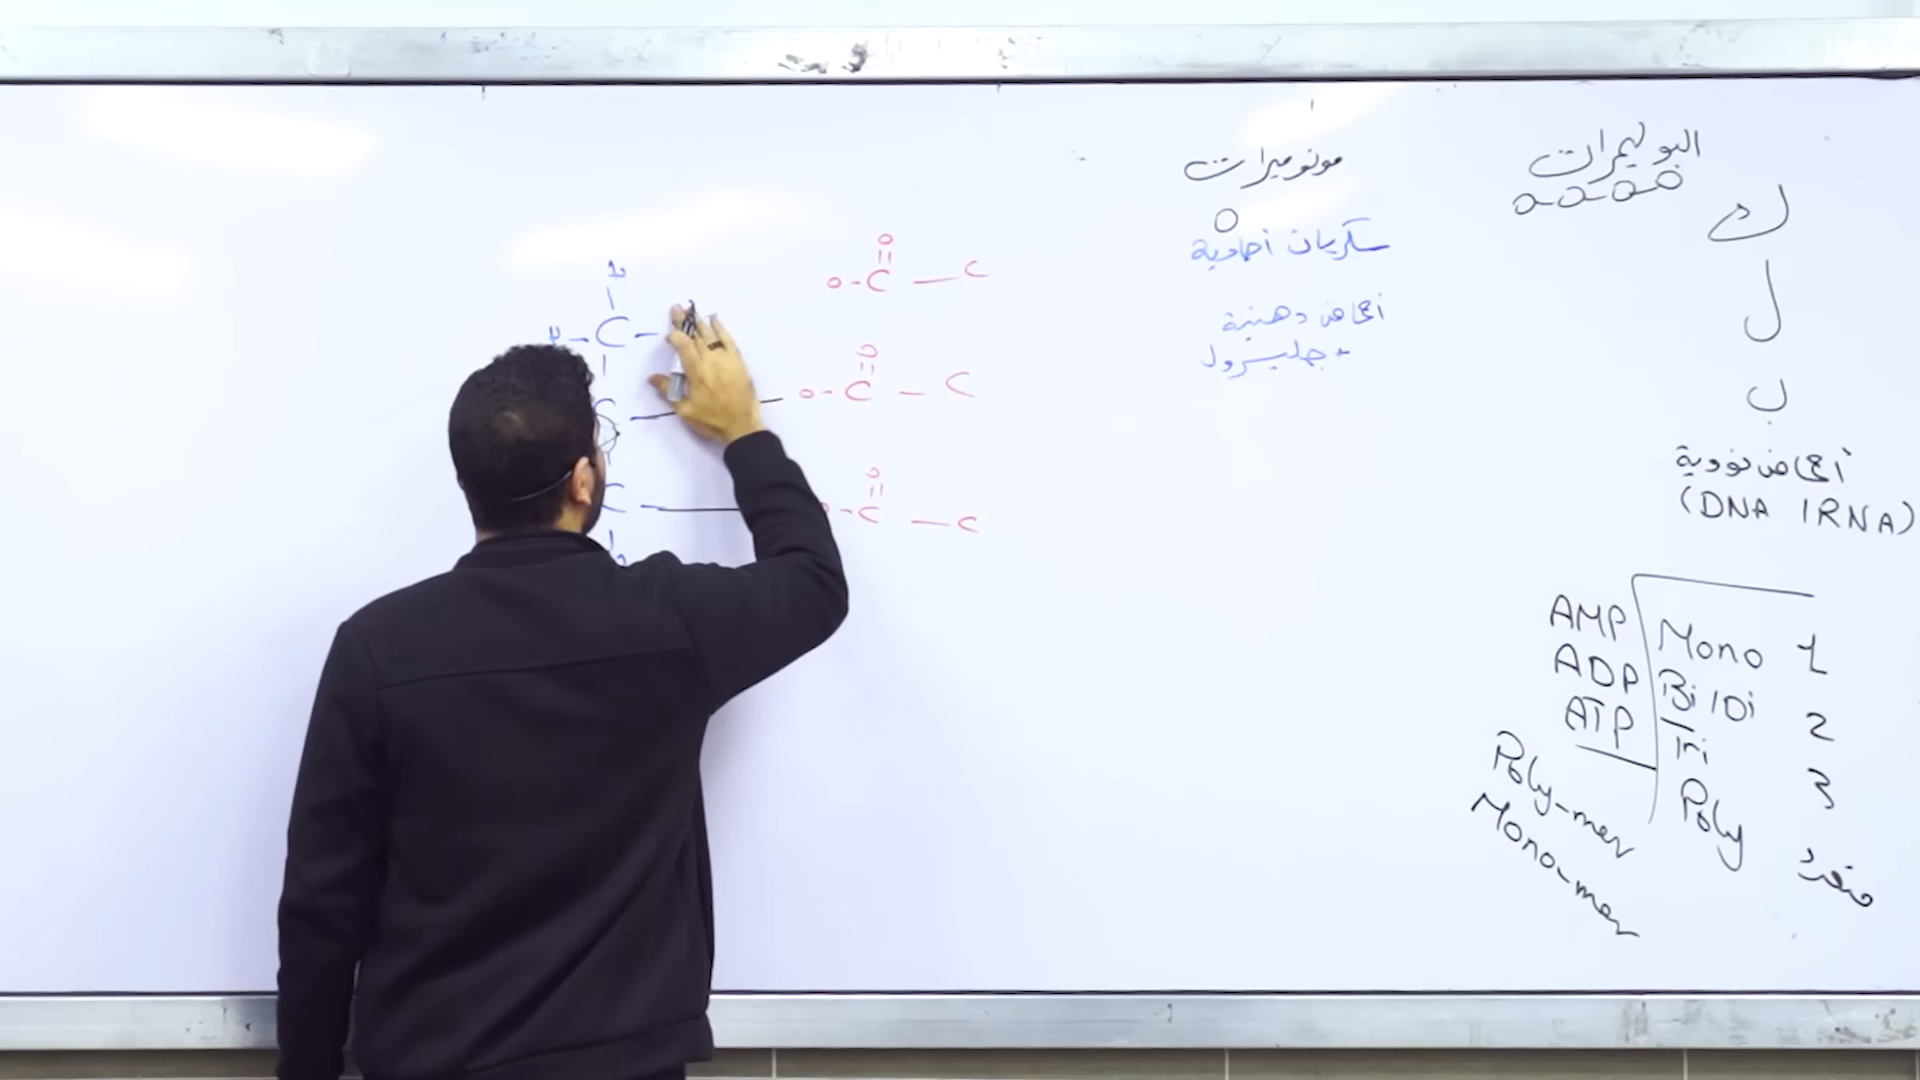 البوليمرات
ك
ل
ب
أحماض نووية
(DNA / RNA)
مونوميرات
سكريات أحادية
أحماض دهنية
+ جليسرول
AMP Mono 1
ADP Bi / Di 2
ATP Tri 3
Poly متعدد
Poly-mer
Mono-mer
H
H - C -
O
O - C - C
C
O
O - C - C
C
O
O - C - C
H